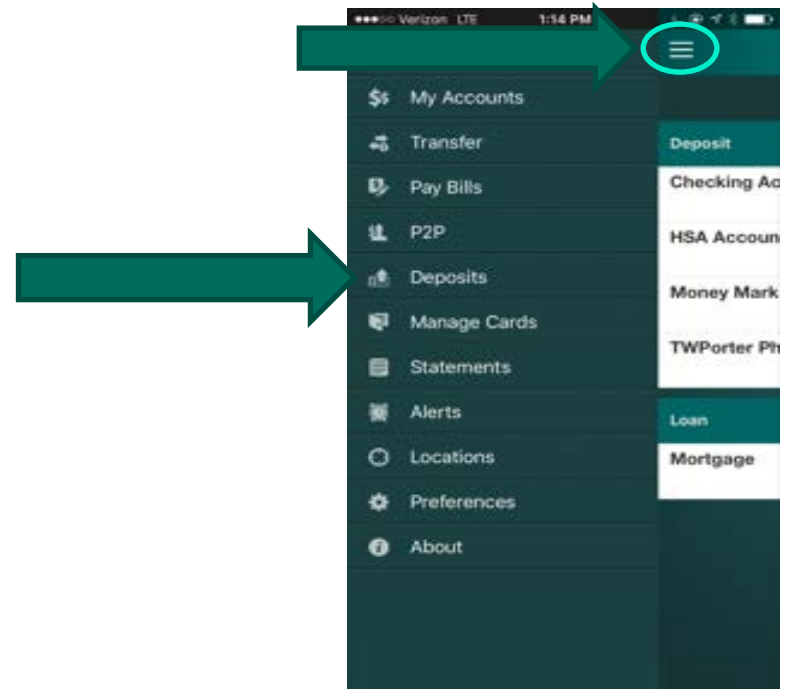 Verizon LTE 1:14 PM
$$ My Accounts
Transfer
Pay Bills
P2P
Deposits
Manage Cards
Statements
Alerts
Locations
Preferences
About
Deposit
Checking Ac
HSA Accoun
Money Mark
TWPorter Ph
Loan
Mortgage